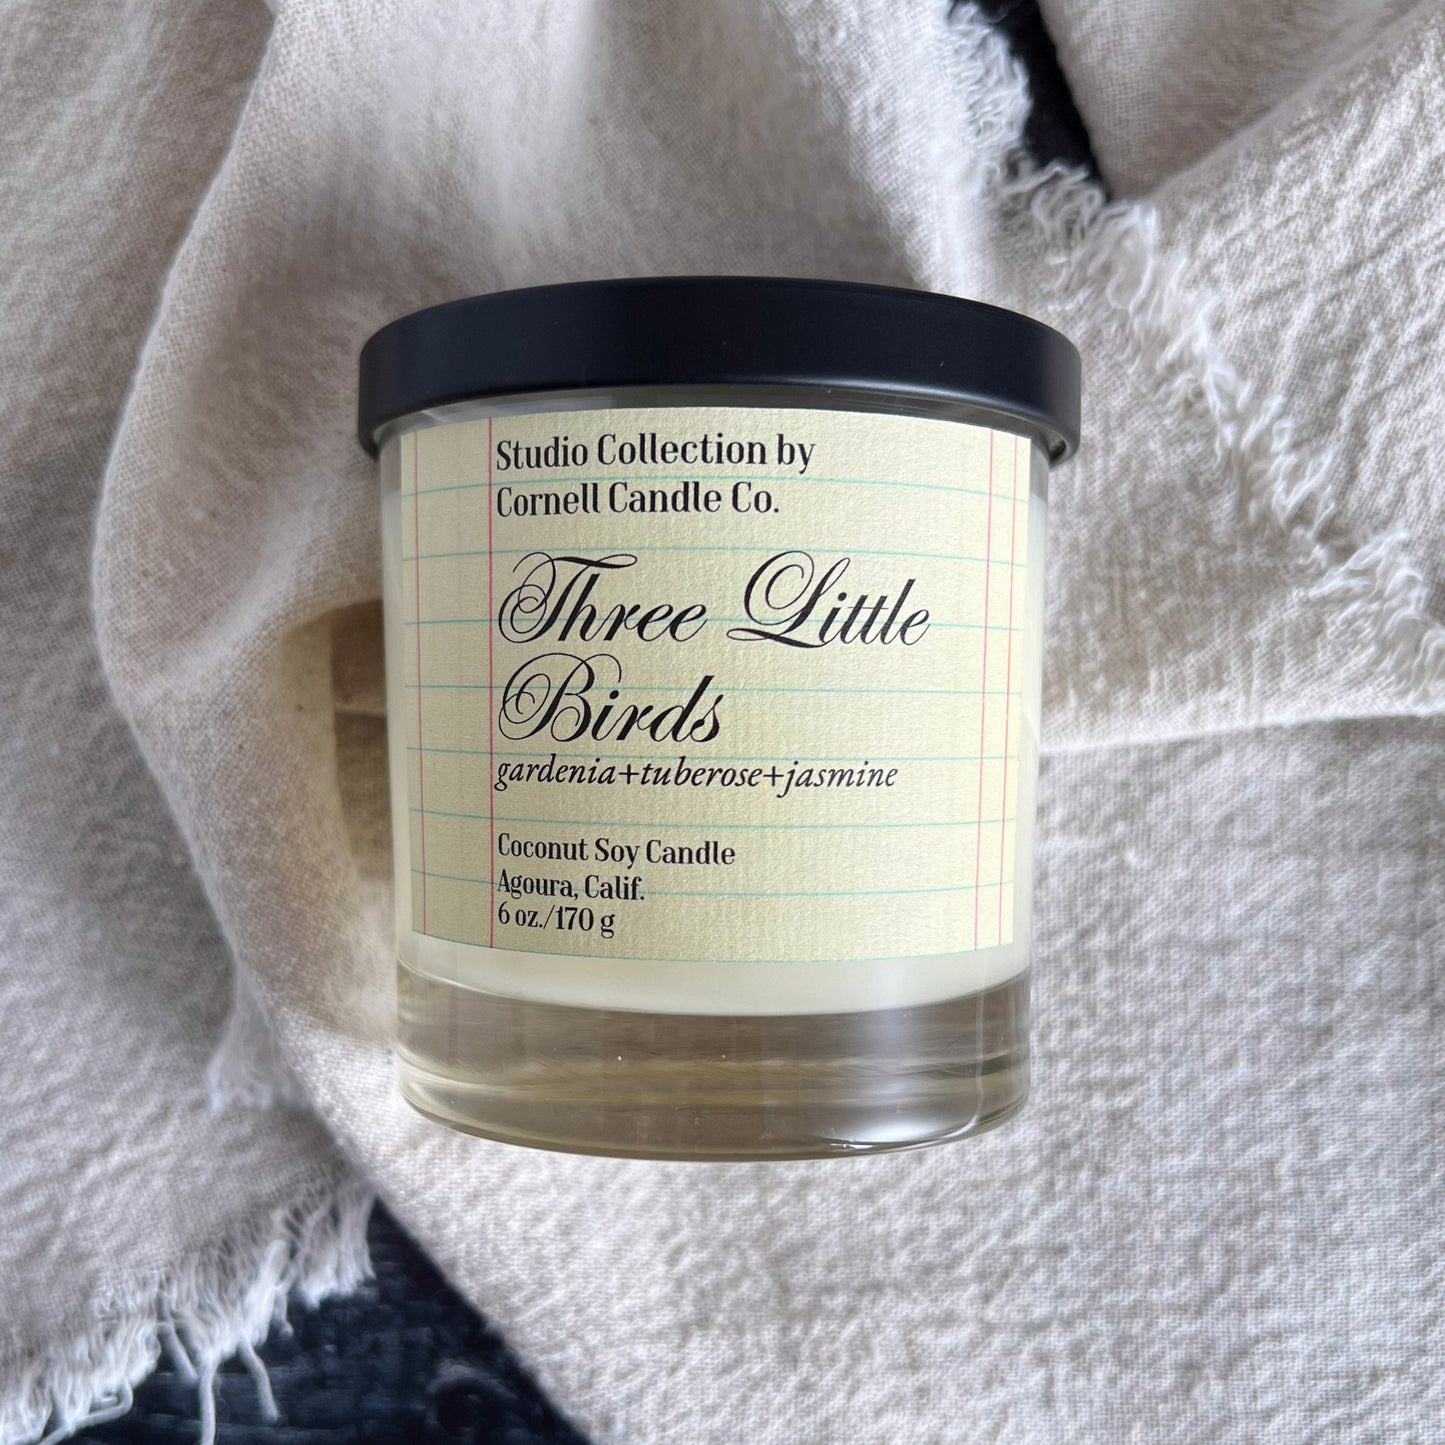 Studio Collection by
Cornell Candle Co.
Three Little
Birds
gardenia+tuberose+jasmine
Coconut Soy Candle
Agoura, Calif.
6 oz./170 g